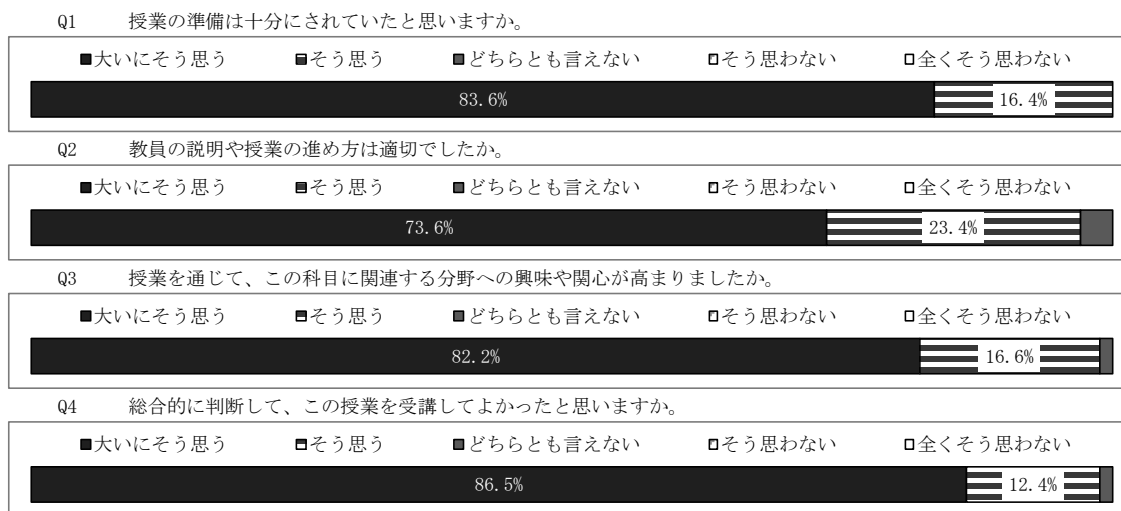 Q1 授業の準備は十分にされていたと思いますか。
■大いにそう思う ■そう思う ■どちらとも言えない □そう思わない □全くそう思わない
83.6% 16.4%
Q2 教員の説明や授業の進め方は適切でしたか。
■大いにそう思う ■そう思う ■どちらとも言えない □そう思わない □全くそう思わない
73.6% 23.4%
Q3 授業を通じて、この科目に関連する分野への興味や関心が高まりましたか。
■大いにそう思う ■そう思う ■どちらとも言えない □そう思わない □全くそう思わない
82.2% 16.6%
Q4 総合的に判断して、この授業を受講してよかったと思いますか。
■大いにそう思う ■そう思う ■どちらとも言えない □そう思わない □全くそう思わない
86.5% 12.4%